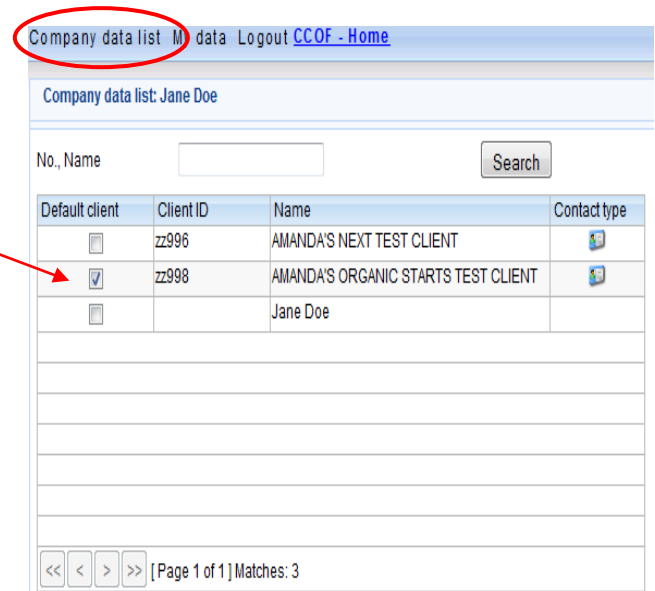 Company data list My data Logout CCOF - Home
Company data list: Jane Doe
No., Name Search
Default client Client ID Name Contact type
zz996 AMANDA'S NEXT TEST CLIENT
zz998 AMANDA'S ORGANIC STARTS TEST CLIENT
Jane Doe
<< < > >> [ Page 1 of 1 ] Matches: 3